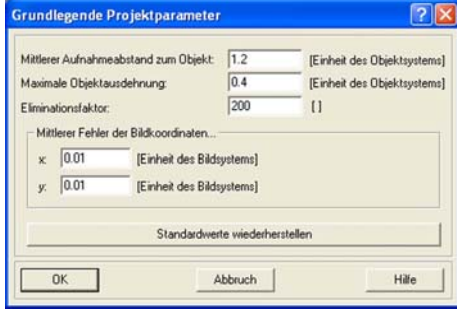 Grundlegende Projektparameter
Mittlerer Aufnahmeabstand zum Objekt: 1.2 [Einheit des Objektsystems]
Maximale Objektausdehnung: 0.4 [Einheit des Objektsystems]
Eliminationsfaktor: 200 [ ]
Mittlerer Fehler der Bildkoordinaten...
x: 0.01 [Einheit des Bildsystems]
y: 0.01 [Einheit des Bildsystems]
Standardwerte wiederherstellen
OK Abbruch Hilfe